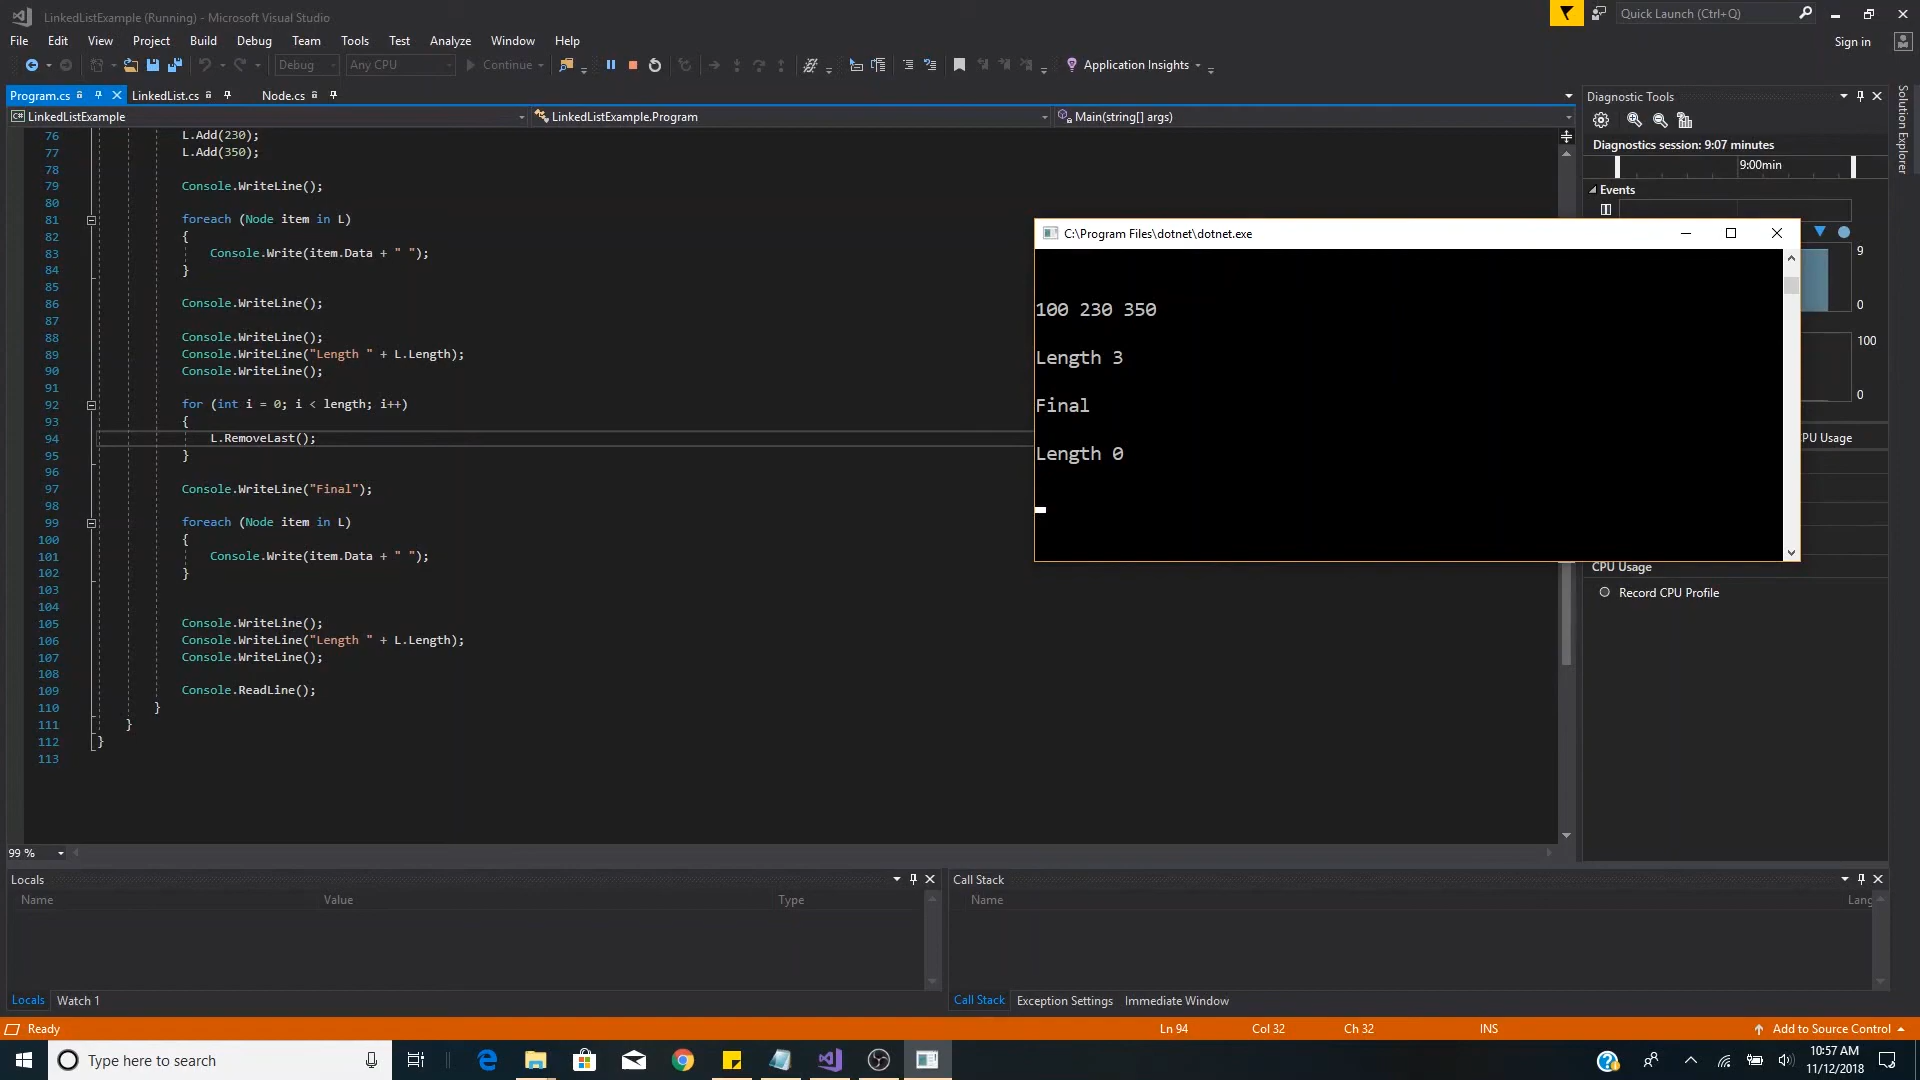 LinkedListExample (Running) - Microsoft Visual Studio
Quick Launch (Ctrl+Q)
File Edit View Project Build Debug Team Tools Test Analyze Window Help
Sign in
Debug Any CPU Continue Application Insights
Program.cs LinkedList.cs Node.cs
LinkedListExample LinkedListExample.Program Main(string[] args)
76 L.Add(230);
77 L.Add(350);
78
79 Console.WriteLine();
80
81 foreach (Node item in L)
82 {
83 Console.Write(item.Data + " ");
84 }
85
86 Console.WriteLine();
87
88 Console.WriteLine();
89 Console.WriteLine("Length " + L.Length);
90 Console.WriteLine();
91
92 for (int i = 0; i < length; i++)
93 {
94 L.RemoveLast();
95 }
96
97 Console.WriteLine("Final");
98
99 foreach (Node item in L)
100 {
101 Console.Write(item.Data + " ");
102 }
103
104
105 Console.WriteLine();
106 Console.WriteLine("Length " + L.Length);
107 Console.WriteLine();
108
109 Console.ReadLine();
110 }
111 }
112 }
113
99 %
C:\Program Files\dotnet\dotnet.exe
100 230 350
Length 3
Final
Length 0
Diagnostic Tools
Diagnostics session: 9:07 minutes
9:00min
Events
9
0
100
0
PU Usage
CPU Usage
Record CPU Profile
Solution Explorer
Locals
Name Value Type
Locals Watch 1
Call Stack
Name Lang
Call Stack Exception Settings Immediate Window
Ready Ln 94 Col 32 Ch 32 INS Add to Source Control
Type here to search
10:57 AM
11/12/2018